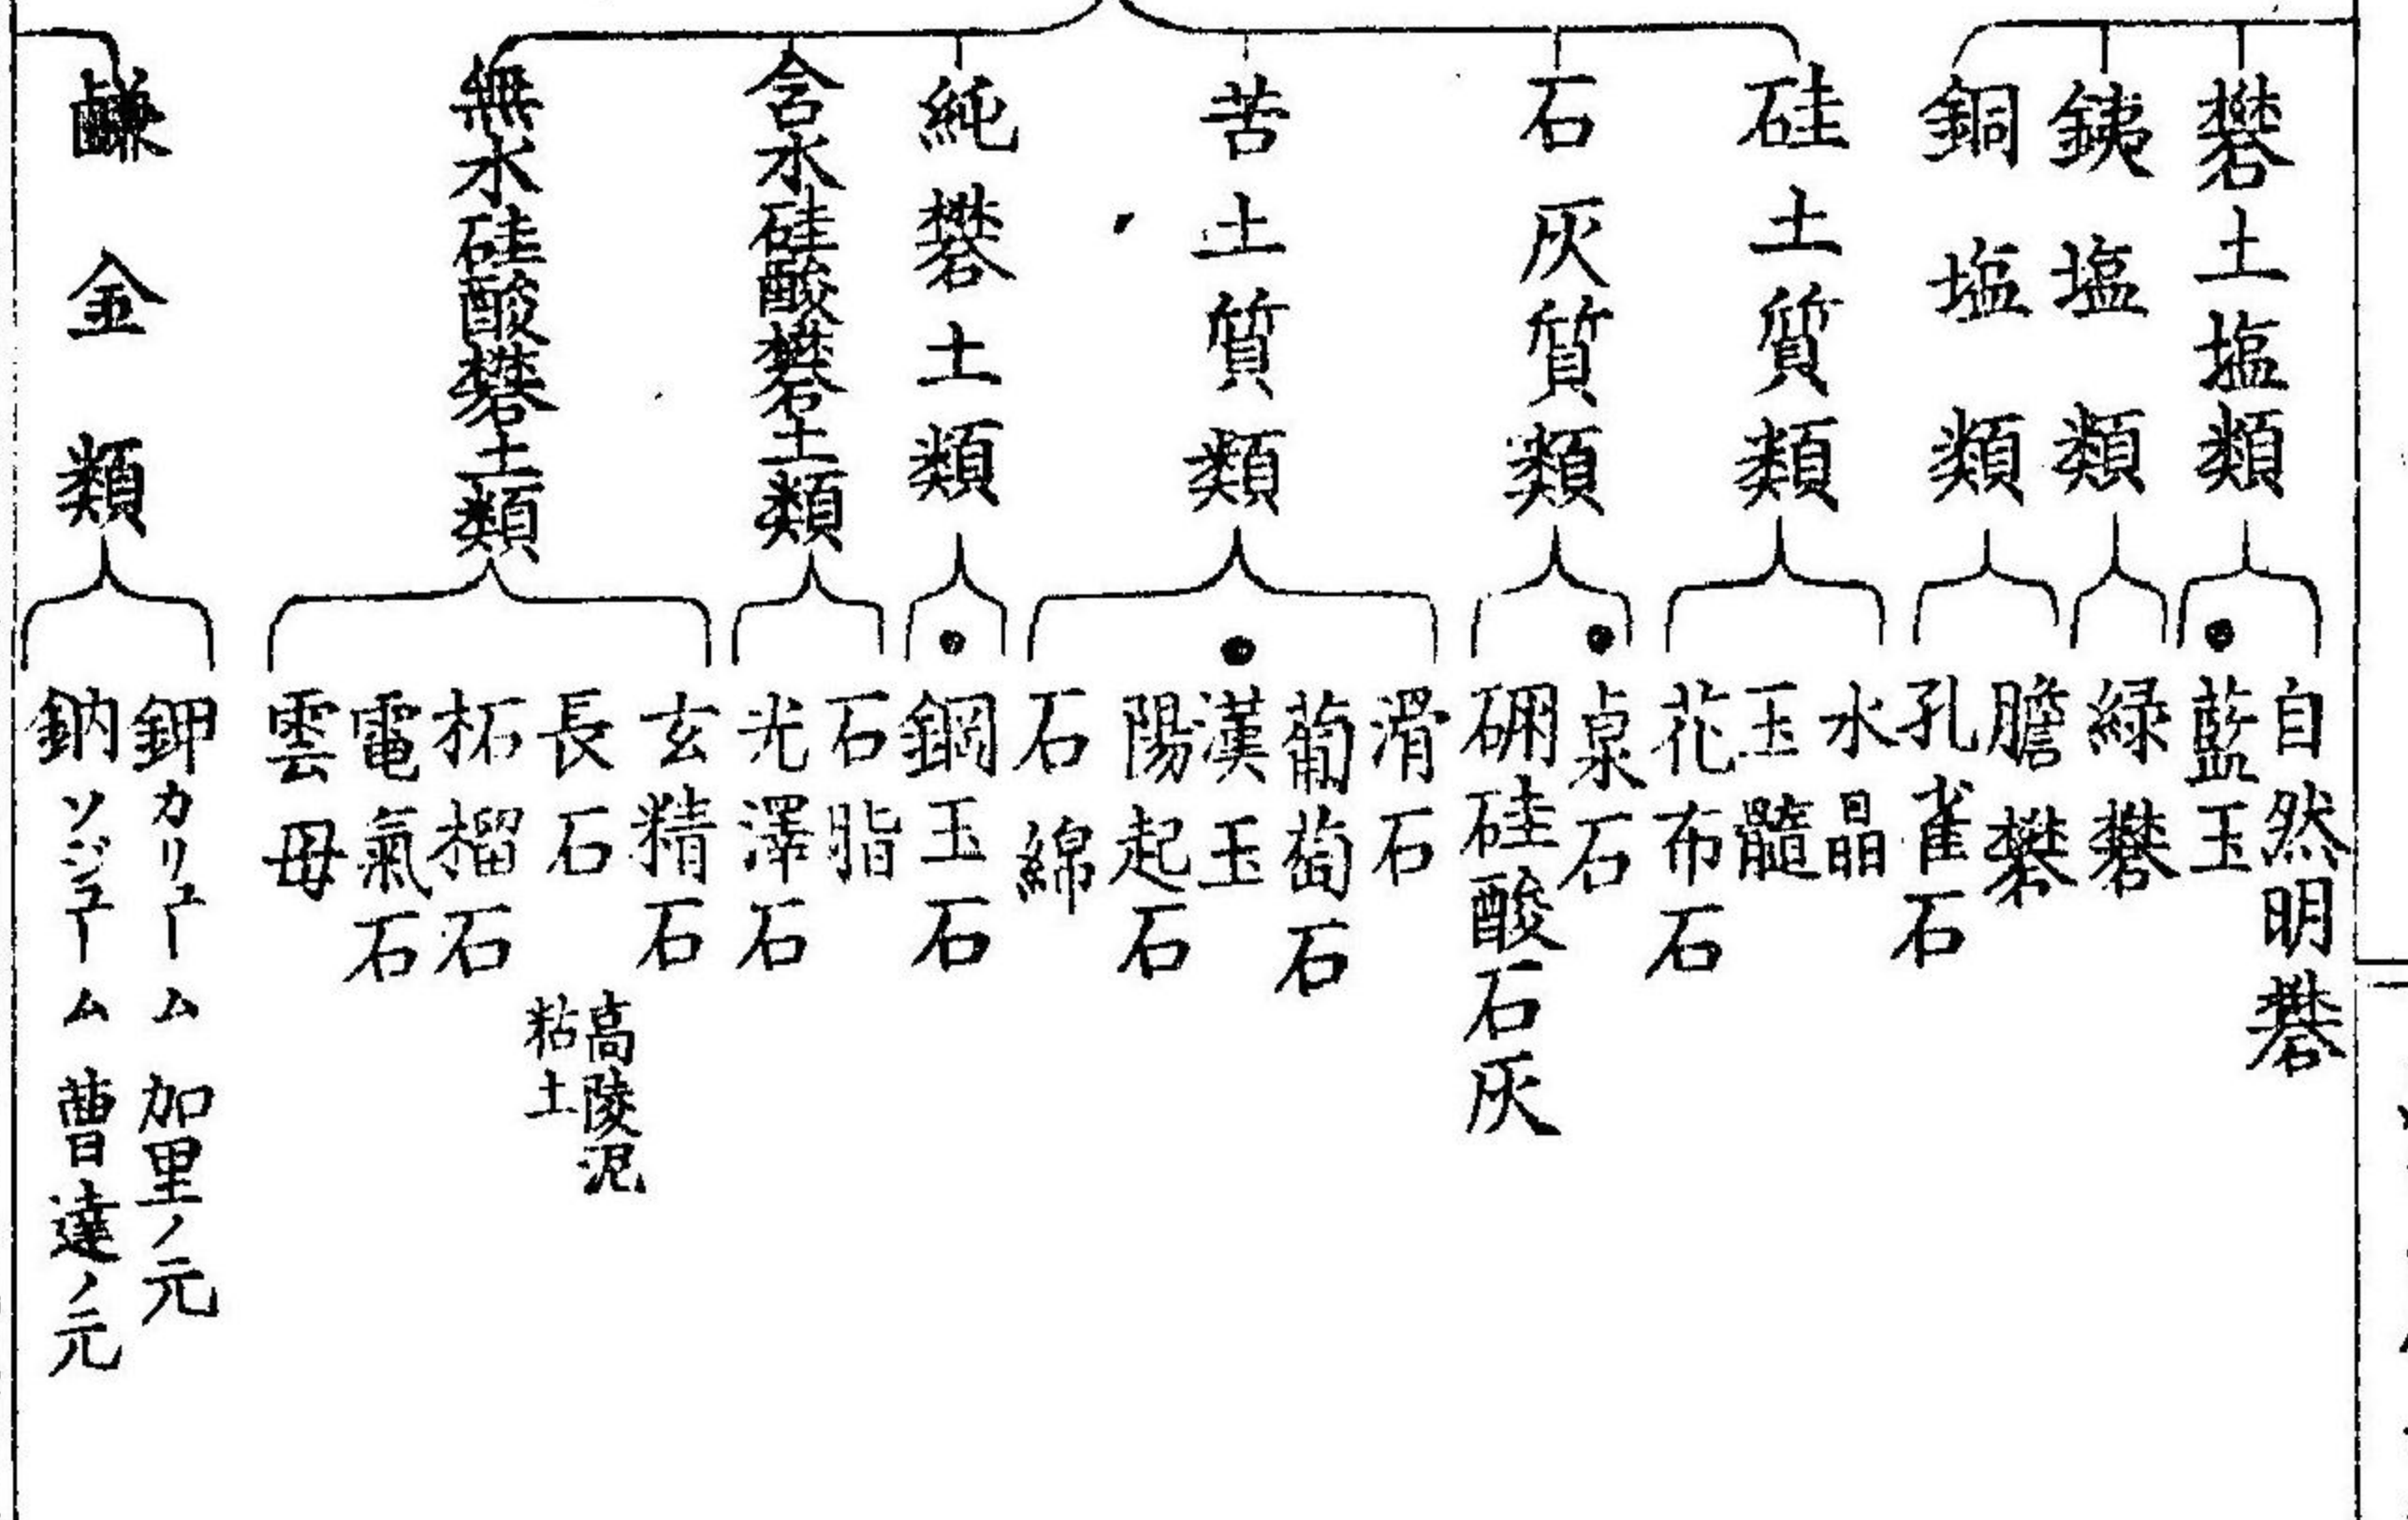 礬土塩類
自然明礬
藍玉
銕塩類
緑礬
銅塩類
膽礬
孔雀石
硅土質類
水晶
玉髓
花布石
石灰質類
桌石
硼硅酸石灰
苦土質類
滑石
葡萄石
漢玉
陽起石
石綿
純礬土類
鋼玉石
含水硅酸礬土類
石脂
光澤石
無水硅酸礬土類
玄精石
長石
高陵泥
粘土
柘榴石
電氣石
雲母
鹻金類
鉀カリユーム 加里ノ元
鈉ソジユーム 曹達ノ元